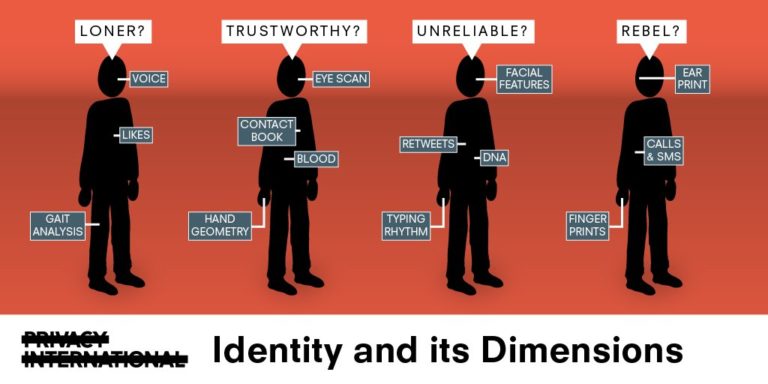 LONER?
TRUSTWORTHY?
UNRELIABLE?
REBEL?
VOICE
LIKES
GAIT
ANALYSIS
EYE SCAN
CONTACT
BOOK
BLOOD
HAND
GEOMETRY
FACIAL
FEATURES
RETWEETS
DNA
TYPING
RHYTHM
EAR
PRINT
CALLS
& SMS
FINGER
PRINTS
PRIVACY
INTERNATIONAL
Identity and its Dimensions